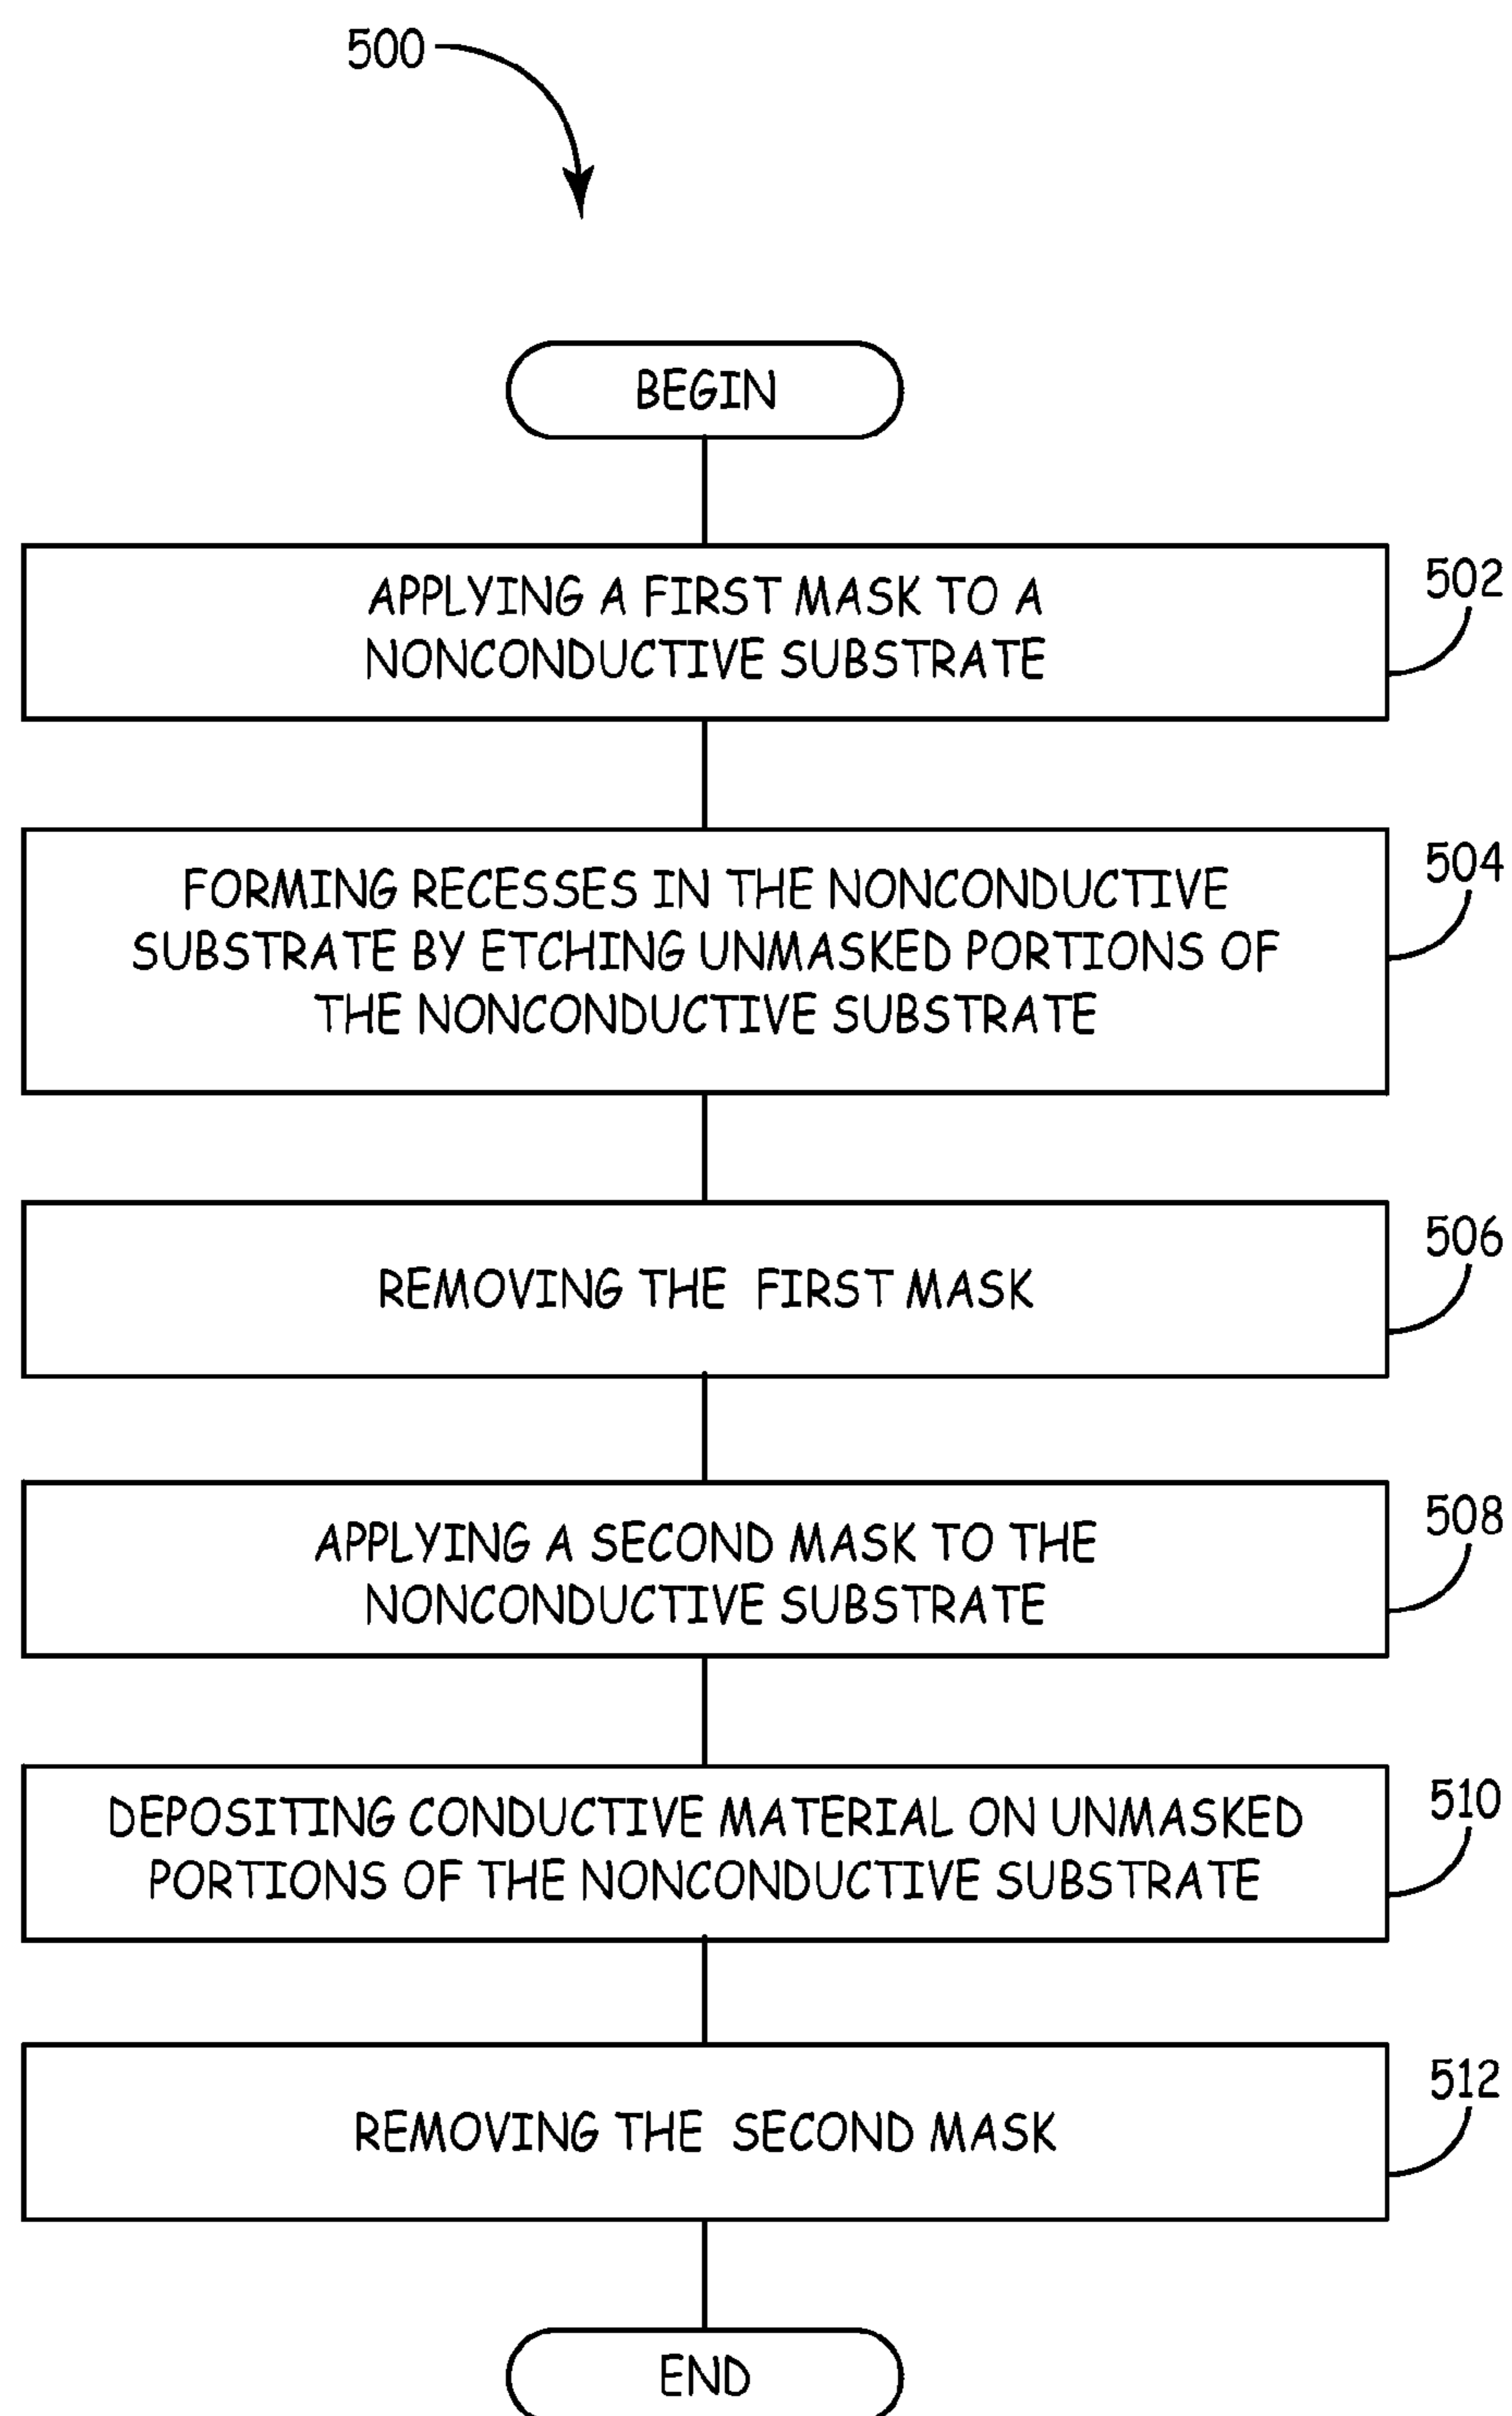 500
BEGIN
APPLYING A FIRST MASK TO A
NONCONDUCTIVE SUBSTRATE
502
FORMING RECESSES IN THE NONCONDUCTIVE
SUBSTRATE BY ETCHING UNMASKED PORTIONS OF
THE NONCONDUCTIVE SUBSTRATE
504
REMOVING THE FIRST MASK
506
APPLYING A SECOND MASK TO THE
NONCONDUCTIVE SUBSTRATE
508
DEPOSITING CONDUCTIVE MATERIAL ON UNMASKED
PORTIONS OF THE NONCONDUCTIVE SUBSTRATE
510
REMOVING THE SECOND MASK
512
END